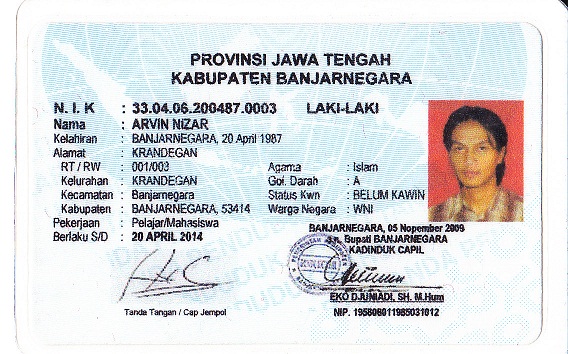 PROVINSI JAWA TENGAH
KABUPATEN BANJARNEGARA
N. I. K : 33.04.06.200487.0003 LAKI-LAKI
Nama : ARVIN NIZAR
Kelahiran : BANJARNEGARA, 20 April 1987
Alamat : KRANDEGAN
RT / RW : 001/003 Agama : Islam
Kelurahan : KRANDEGAN Gol. Darah : A
Kecamatan : Banjarnegara Status Kwn : BELUM KAWIN
Kabupaten : BANJARNEGARA, 53414 Warga Negara : WNI
Pekerjaan : Pelajar/Mahasiswa
Berlaku S/D : 20 APRIL 2014
BANJARNEGARA, 05 Nopember 2009
a.n. Bupati BANJARNEGARA
KADINDUK CAPIL
EKO DJUNIADI, SH. M.Hum
NIP. 195606011985031012
Tanda Tangan / Cap Jempol